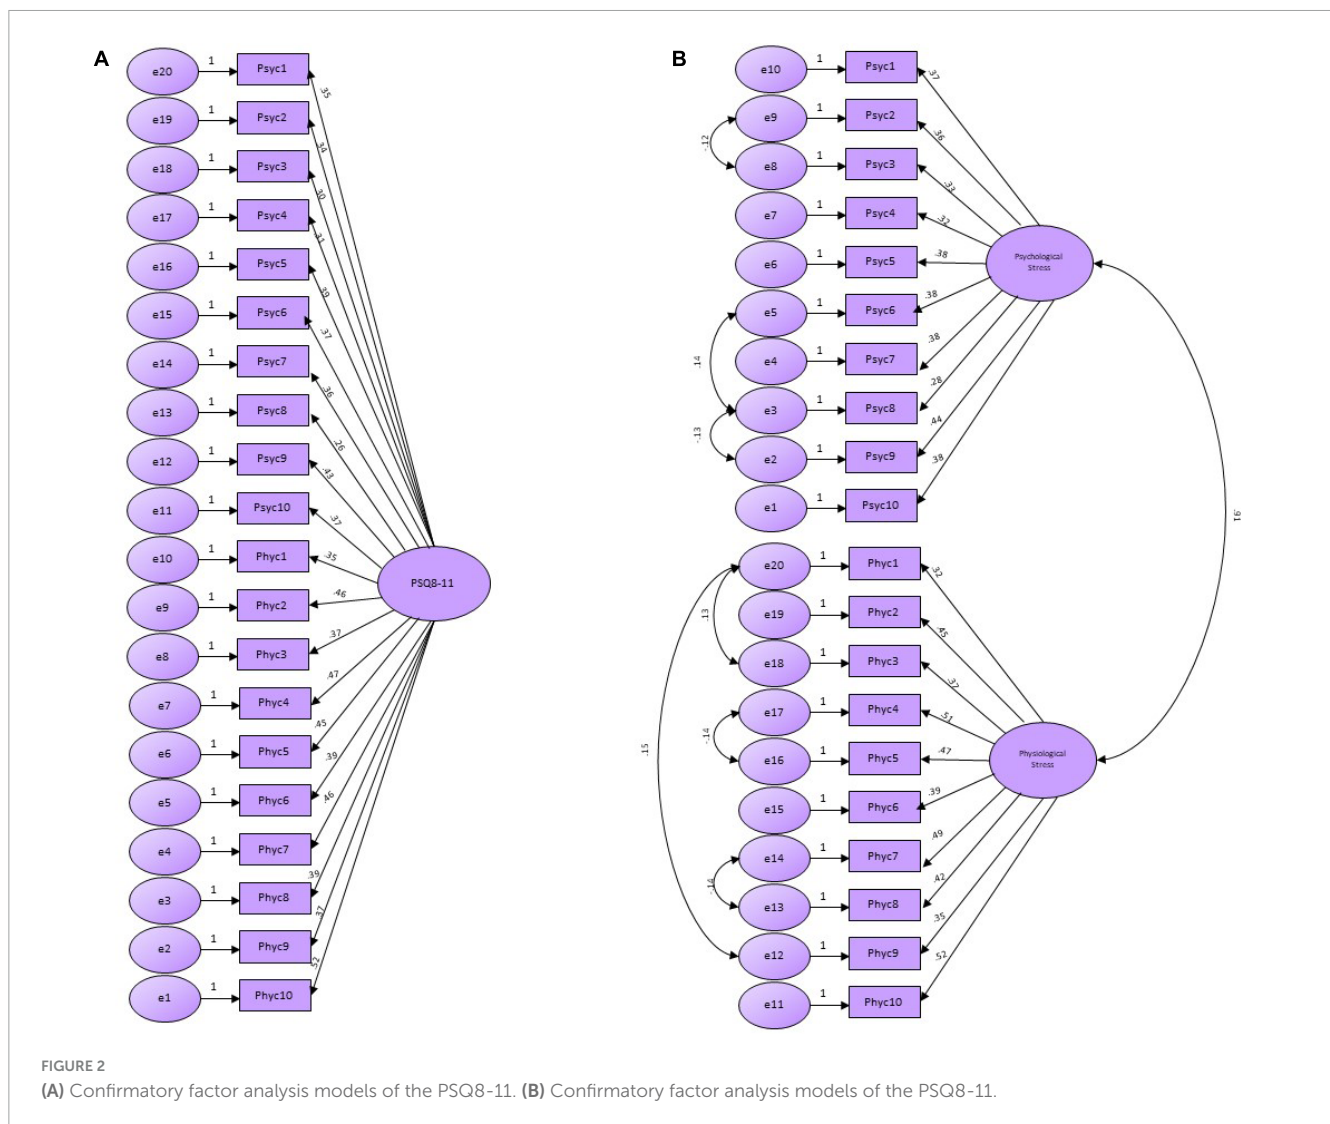 A
e20 1 Psyc1 .35
e19 1 Psyc2 .34
e18 1 Psyc3 .30
e17 1 Psyc4 .31
e16 1 Psyc5 .39
e15 1 Psyc6 .37
e14 1 Psyc7 .36
e13 1 Psyc8 .26
e12 1 Psyc9 .43
e11 1 Psyc10 .37
e10 1 Phyc1 .35
e9 1 Phyc2 .46
e8 1 Phyc3 .37
e7 1 Phyc4 .47
e6 1 Phyc5 .45
e5 1 Phyc6 .39
e4 1 Phyc7 .46
e3 1 Phyc8 .39
e2 1 Phyc9 .37
e1 1 Phyc10 .52
PSQ8-11
B
e10 1 Psyc1 .37
e9 1 Psyc2 .36
-.12
e8 1 Psyc3 .33
e7 1 Psyc4 .32
e6 1 Psyc5 .38
Psychological
Stress
e5 1 Psyc6 .38
.14
e4 1 Psyc7 .38
e3 1 Psyc8 .28
-.13
e2 1 Psyc9 .44
e1 1 Psyc10 .38
.91
e20 1 Phyc1 .32
.13
e19 1 Phyc2 .45
e18 1 Phyc3 .37
e17 1 Phyc4 .51
-.14
.15
e16 1 Phyc5 .47
Physiological
Stress
e15 1 Phyc6 .39
e14 1 Phyc7 .49
-.14
e13 1 Phyc8 .42
e12 1 Phyc9 .35
e11 1 Phyc10 .52
FIGURE 2
(A) Confirmatory factor analysis models of the PSQ8-11. (B) Confirmatory factor analysis models of the PSQ8-11.